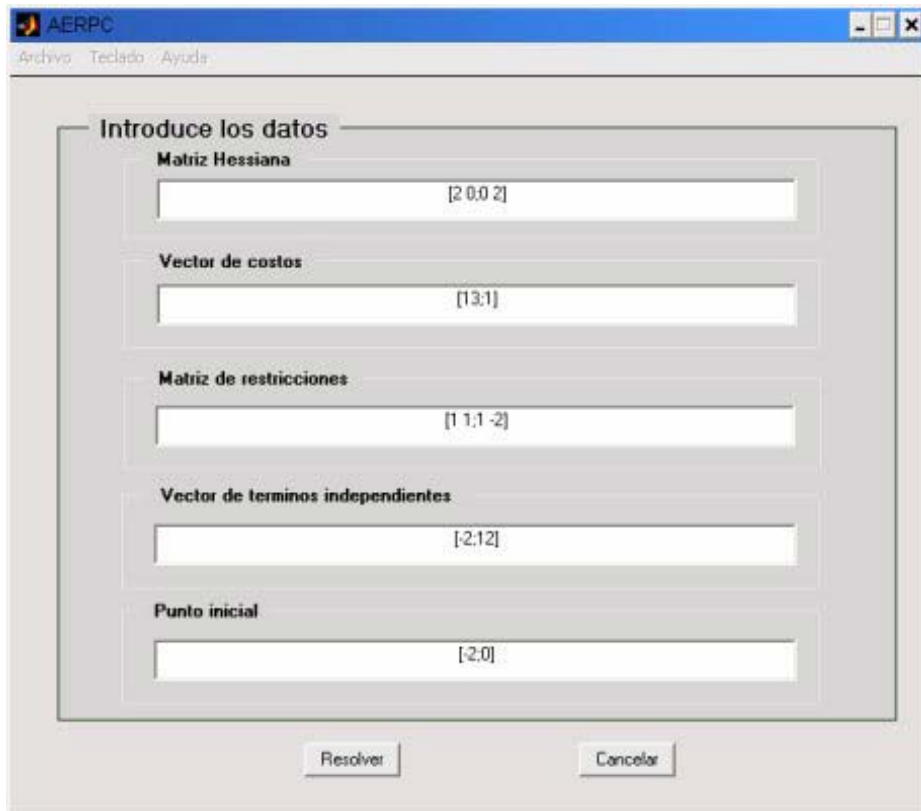 AERPC
Archivo Teclado Ayuda
Introduce los datos
Matriz Hessiana
[2 0;0 2]
Vector de costos
[13;1]
Matriz de restricciones
[1 1;1 -2]
Vector de terminos independientes
[-2;12]
Punto inicial
[-2;0]
Resolver Cancelar